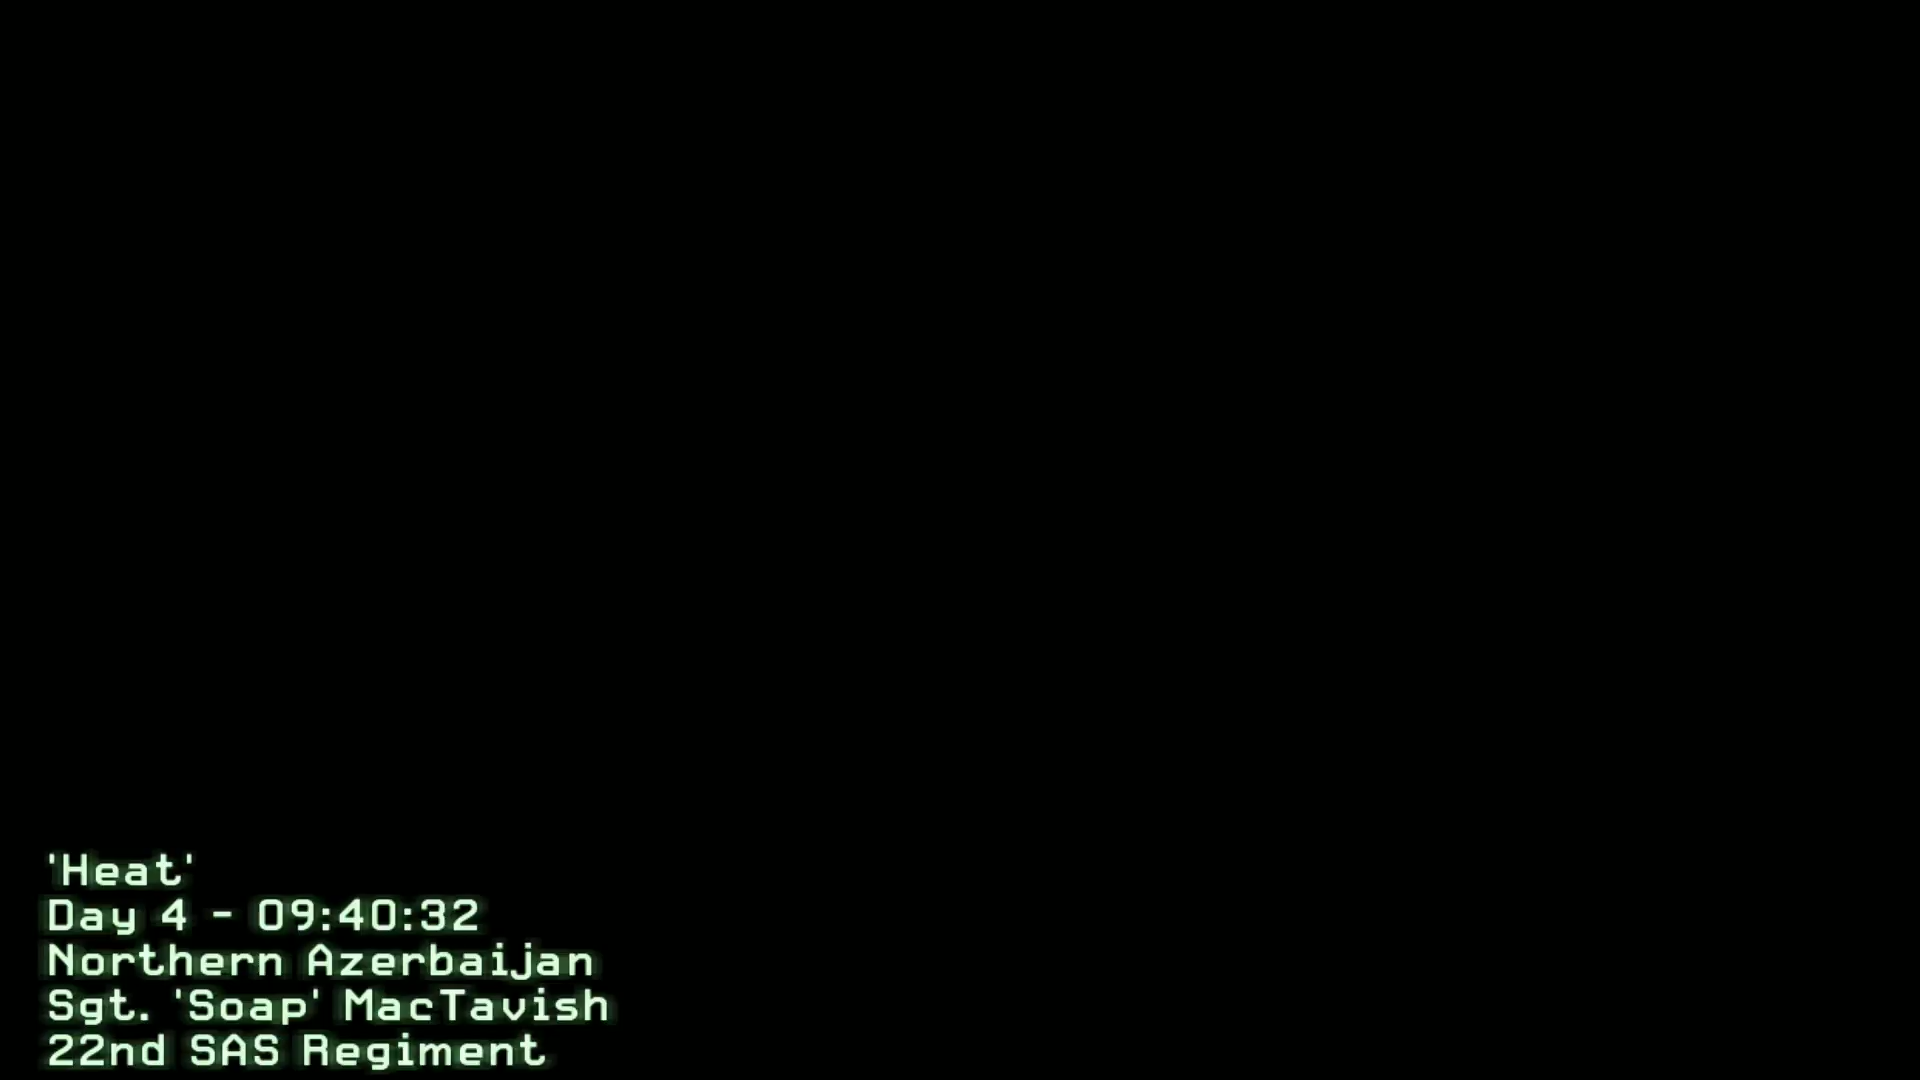 'Heat'
Day 4 - 09:40:32
Northern Azerbaijan
Sgt. 'Soap' MacTavish
22nd SAS Regiment